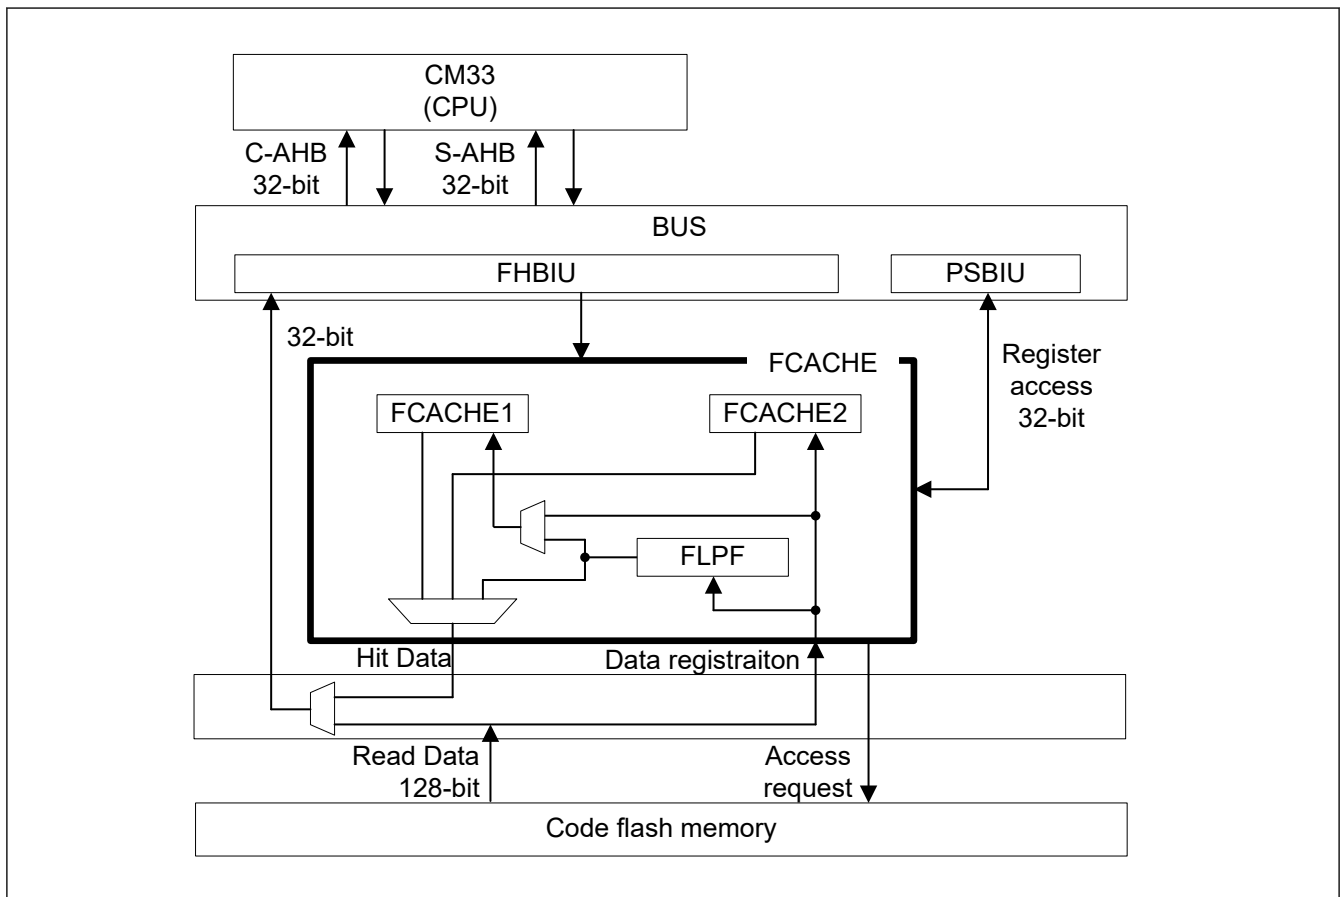 CM33
(CPU)
C-AHB
32-bit
S-AHB
32-bit
BUS
FHBIU
PSBIU
32-bit
FCACHE
Register
access
32-bit
FCACHE1
FCACHE2
FLPF
Hit Data
Data registraiton
Read Data
128-bit
Access
request
Code flash memory